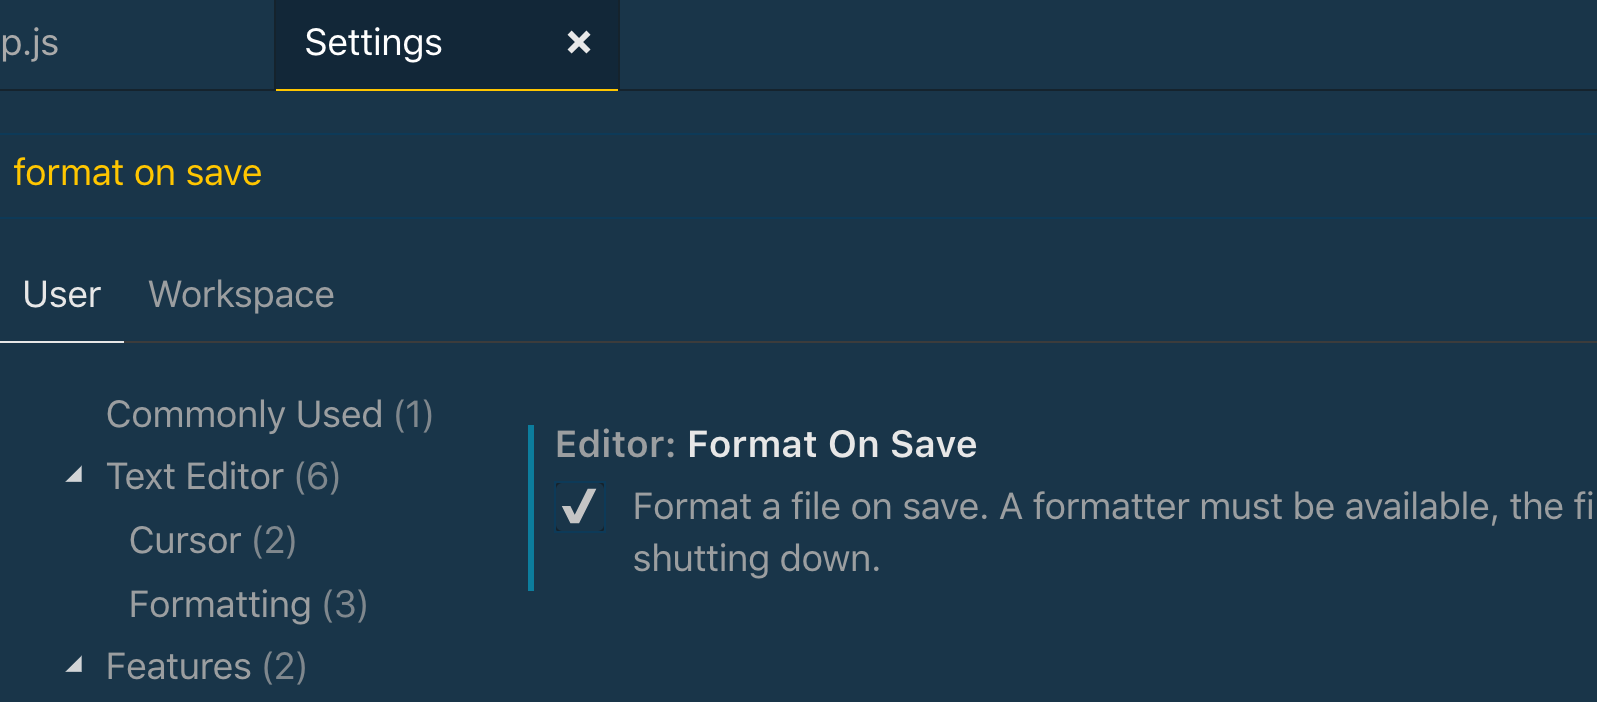 p.js
Settings
format on save
User Workspace
Commonly Used (1)
Text Editor (6)
Cursor (2)
Formatting (3)
Features (2)
Editor: Format On Save
Format a file on save. A formatter must be available, the fi
shutting down.